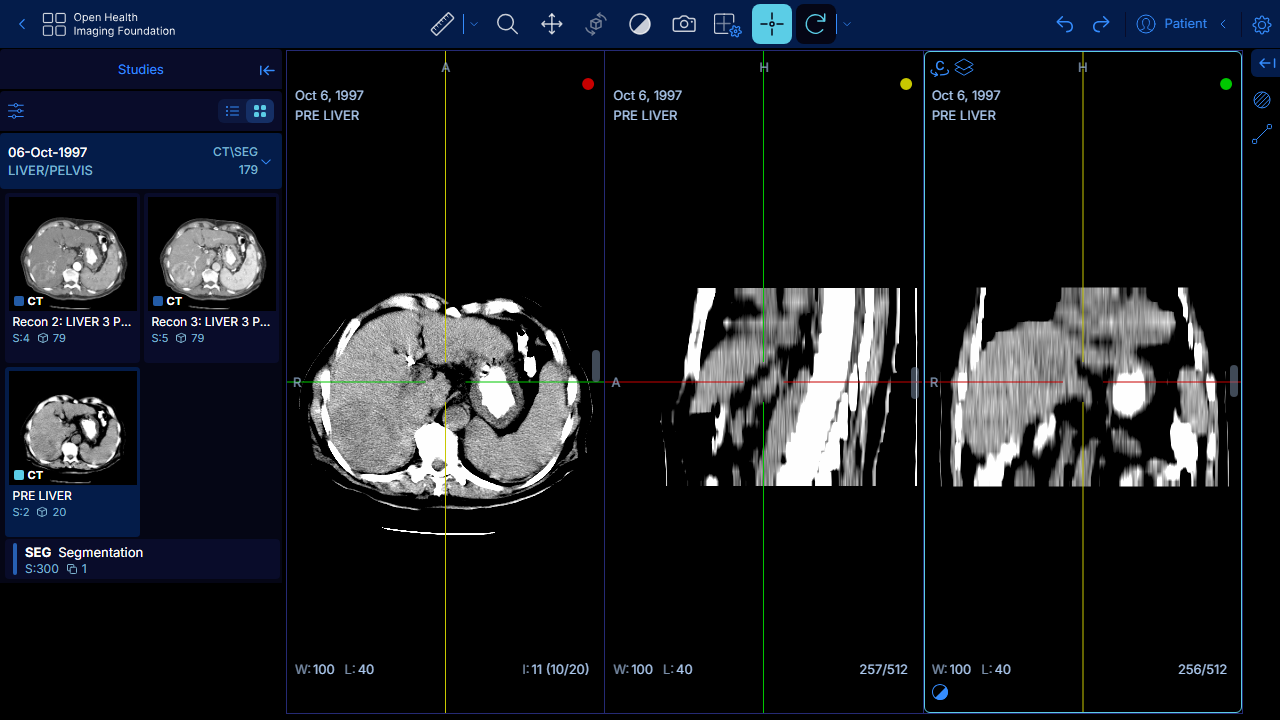 Open Health
Imaging Foundation
Patient
Studies
06-Oct-1997
CT\SEG
LIVER/PELVIS
179
CT
CT
Recon 2: LIVER 3 P...
Recon 3: LIVER 3 P...
S:4 79
S:5 79
CT
PRE LIVER
S:2 20
SEG Segmentation
S:300 1
A
Oct 6, 1997
PRE LIVER
R
W: 100 L: 40
I: 11 (10/20)
H
Oct 6, 1997
PRE LIVER
A
W: 100 L: 40
257/512
C
H
Oct 6, 1997
PRE LIVER
R
W: 100 L: 40
256/512